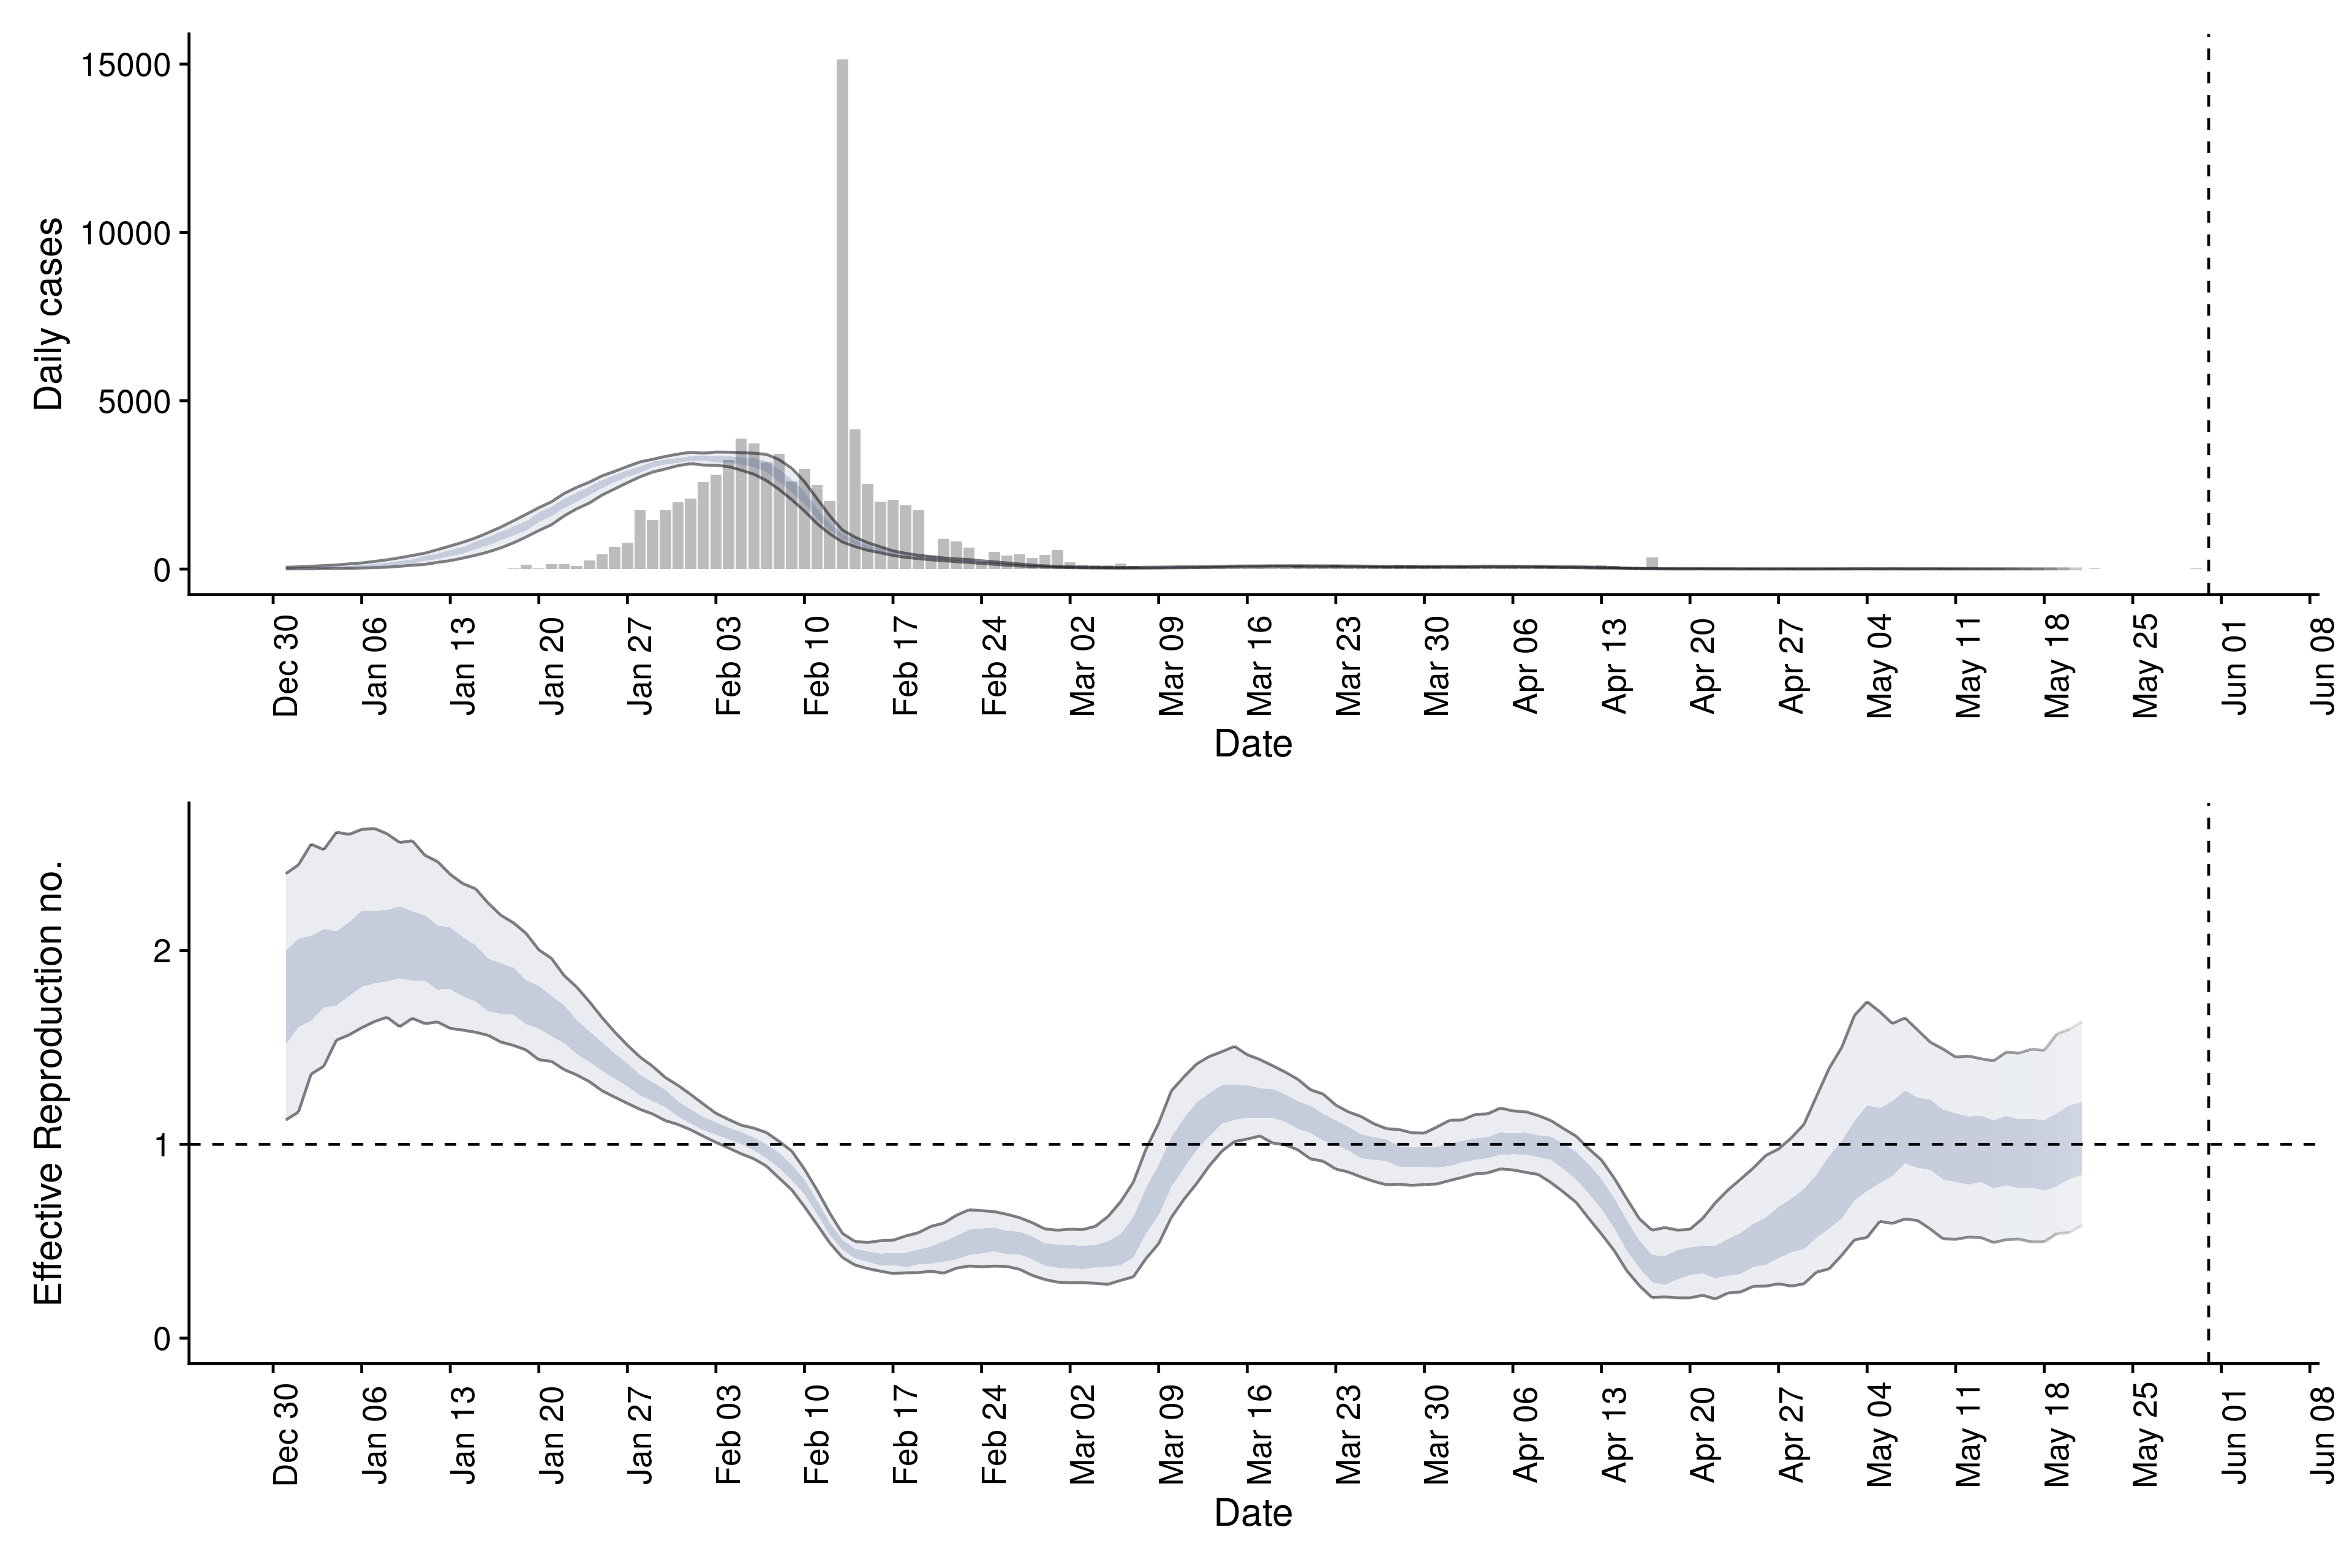 Daily cases
15000
10000
5000
0
Dec 30 Jan 06 Jan 13 Jan 20 Jan 27 Feb 03 Feb 10 Feb 17 Feb 24 Mar 02 Mar 09 Mar 16 Mar 23 Mar 30 Apr 06 Apr 13 Apr 20 Apr 27 May 04 May 11 May 18 May 25 Jun 01 Jun 08
Date
Effective Reproduction no.
2
1
0
Dec 30 Jan 06 Jan 13 Jan 20 Jan 27 Feb 03 Feb 10 Feb 17 Feb 24 Mar 02 Mar 09 Mar 16 Mar 23 Mar 30 Apr 06 Apr 13 Apr 20 Apr 27 May 04 May 11 May 18 May 25 Jun 01 Jun 08
Date